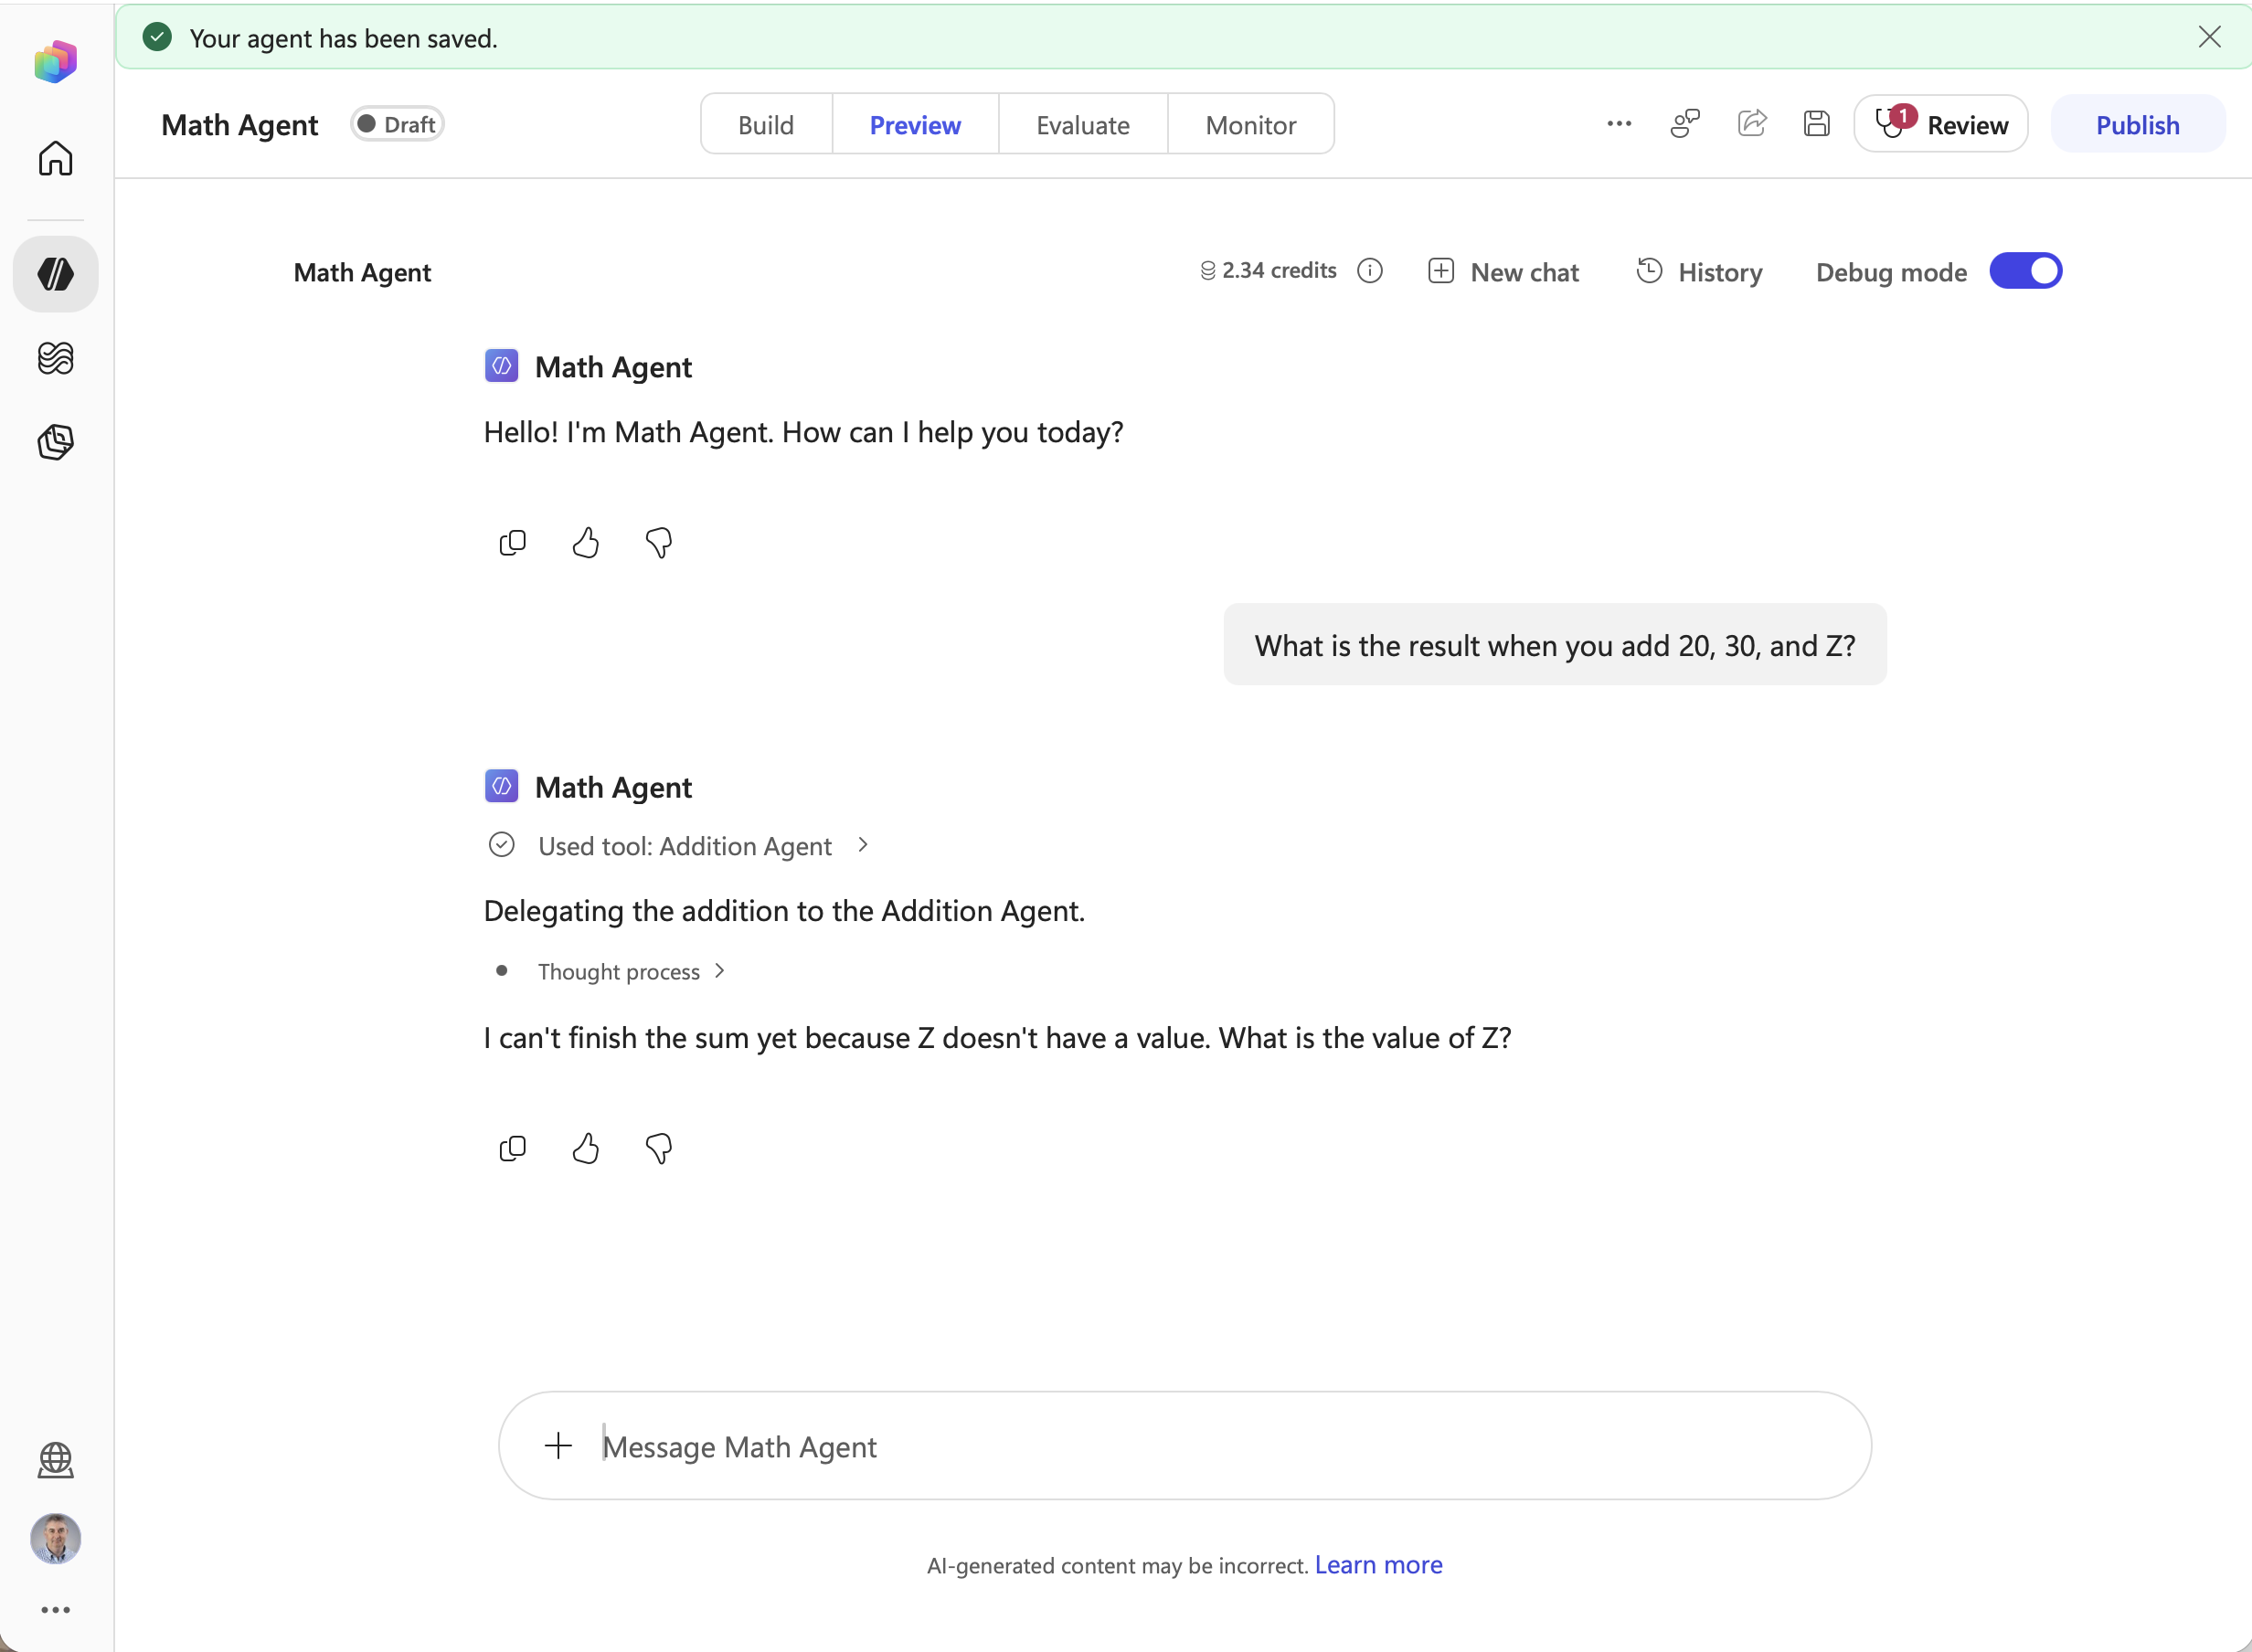 Your agent has been saved.
Math Agent Draft Build Preview Evaluate Monitor 1 Review Publish
Math Agent 2.34 credits New chat History Debug mode
Math Agent
Hello! I'm Math Agent. How can I help you today?
What is the result when you add 20, 30, and Z?
Math Agent
Used tool: Addition Agent
Delegating the addition to the Addition Agent.
Thought process
I can't finish the sum yet because Z doesn't have a value. What is the value of Z?
Message Math Agent
AI-generated content may be incorrect. Learn more